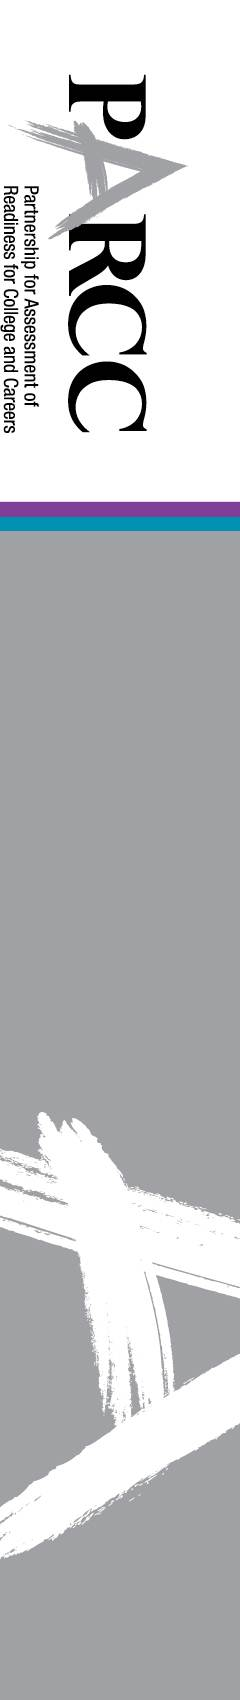 PARCC
Partnership for Assessment of
Readiness for College and Careers